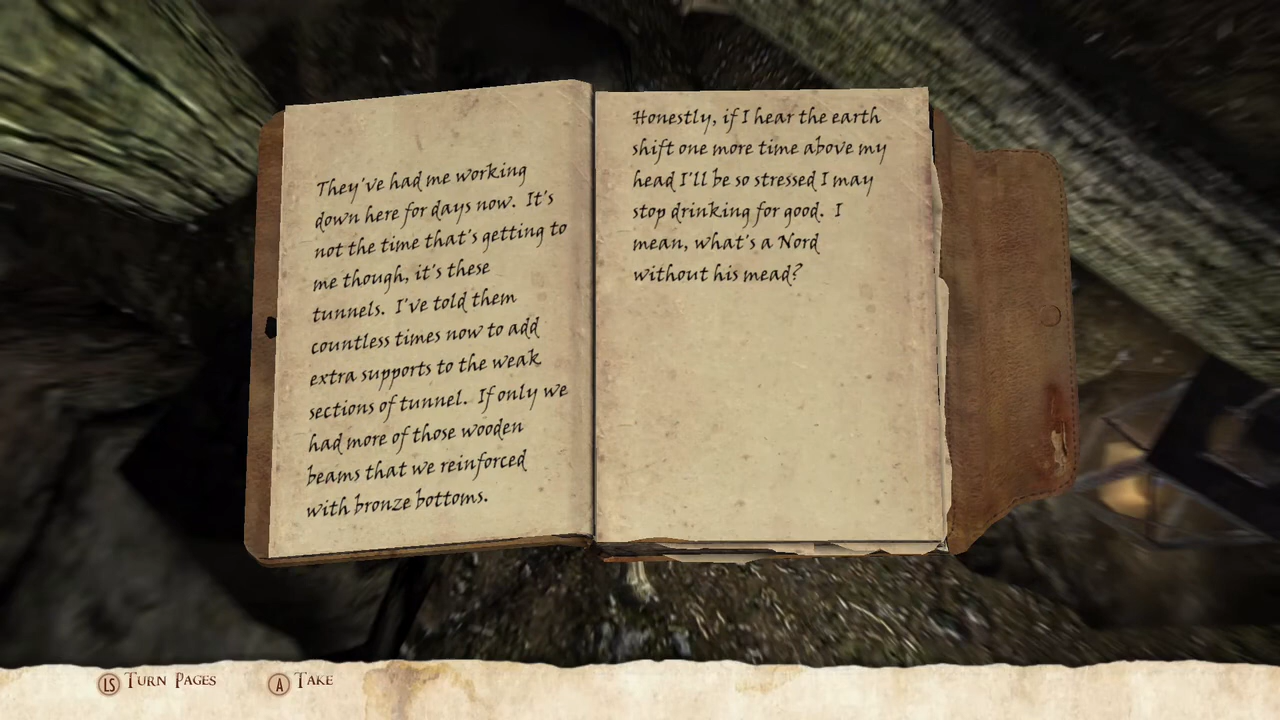 They've had me working
down here for days now. It's
not the time that's getting to
me though, it's these
tunnels. I've told them
countless times now to add
extra supports to the weak
sections of tunnel. If only we
had more of those wooden
beams that we reinforced
with bronze bottoms.
Honestly, if I hear the earth
shift one more time above my
head I'll be so stressed I may
stop drinking for good. I
mean, what's a Nord
without his mead?
LS TURN PAGES A TAKE